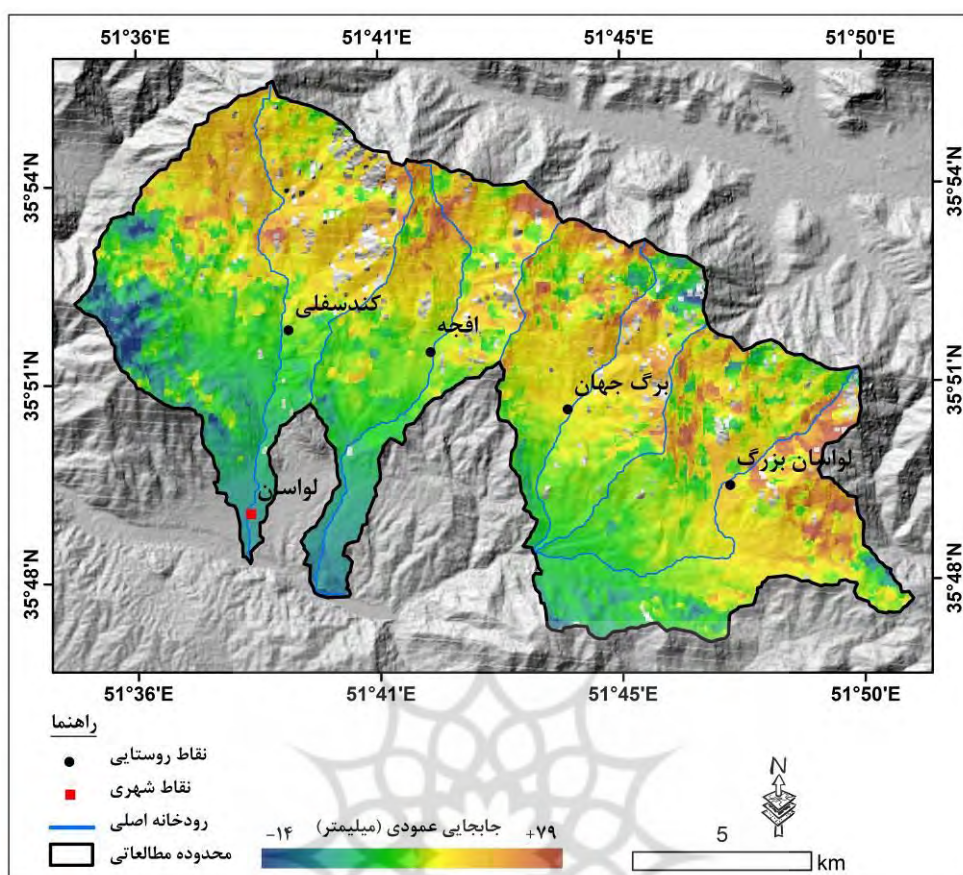 51°36'E 51°41'E 51°45'E 51°50'E
35°54'N 35°54'N
کندسفلی
افجه
35°51'N 35°51'N
برگ جهان
لواسان بزرگ
لواسان
35°48'N 35°48'N
51°36'E 51°41'E 51°45'E 51°50'E
راهنما
نقاط روستایی
نقاط شهری
رودخانه اصلی
محدوده مطالعاتی
-۱۴ جابجایی عمودی (میلیمتر) +۷۹
N
5
km